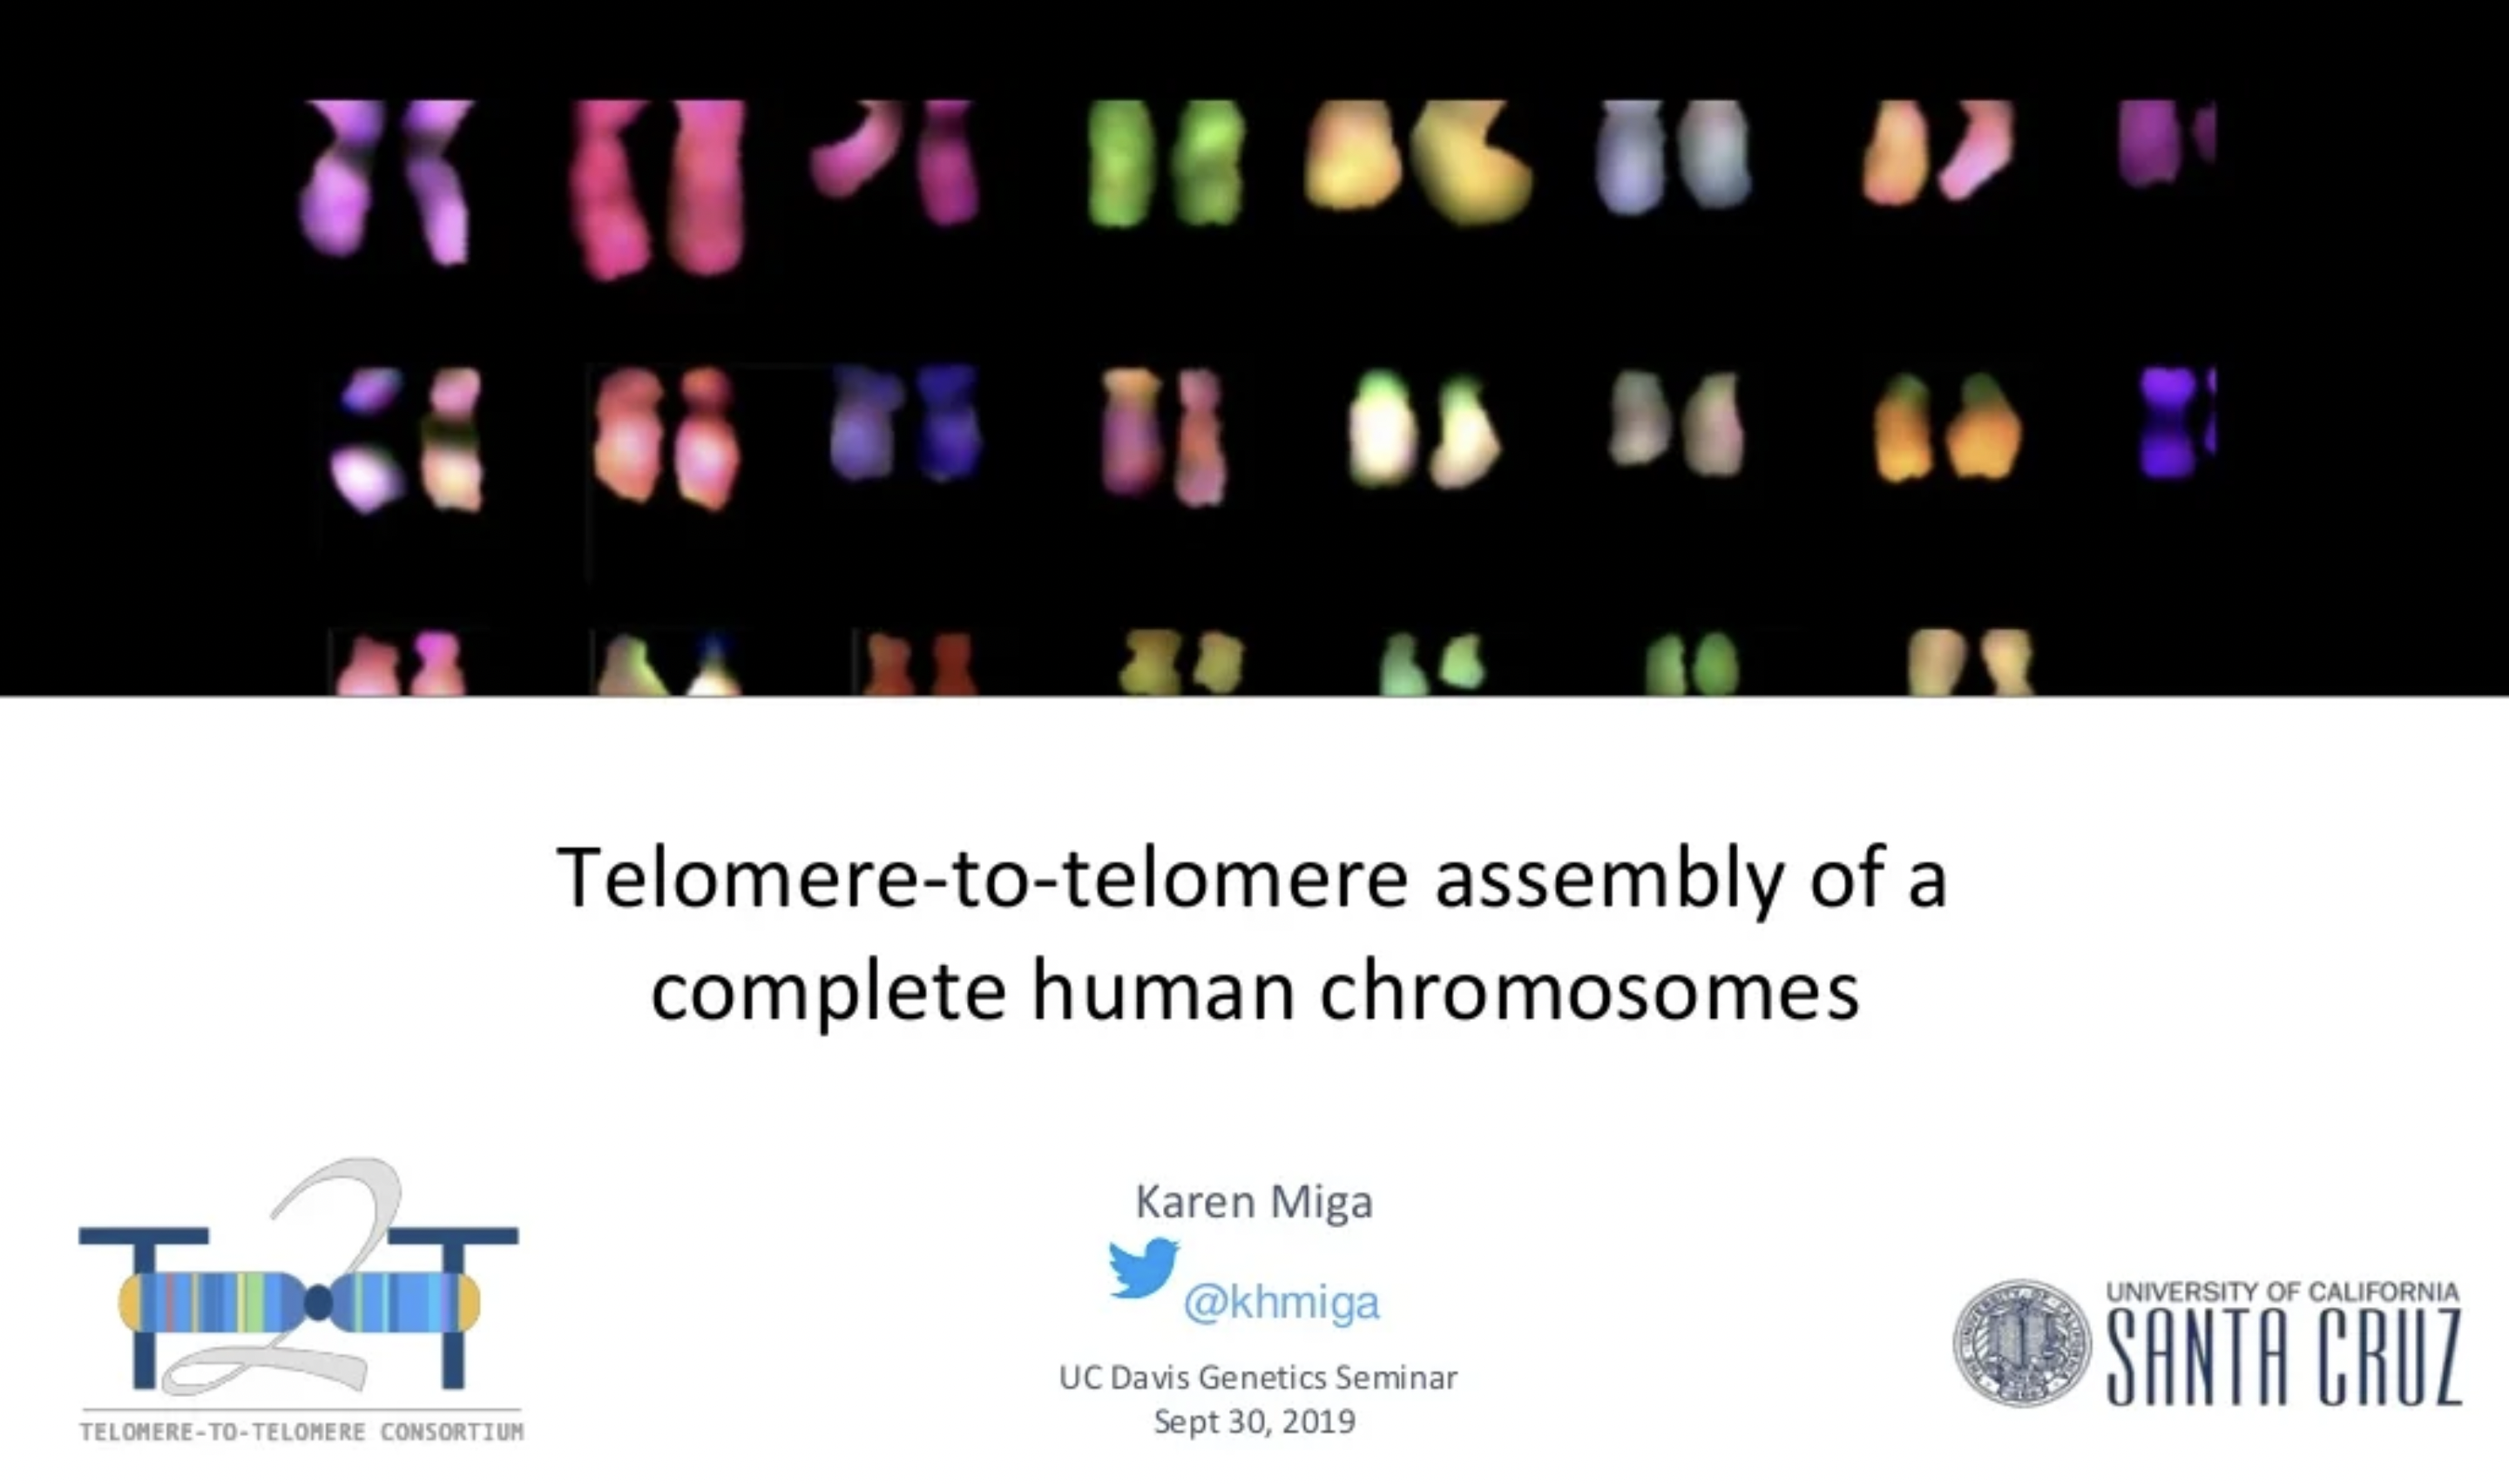 Telomere-to-telomere assembly of a
complete human chromosomes
Karen Miga
@khmiga
UC Davis Genetics Seminar
Sept 30, 2019
T2T
TELOMERE-TO-TELOMERE CONSORTIUM
UNIVERSITY OF CALIFORNIA
SANTA CRUZ